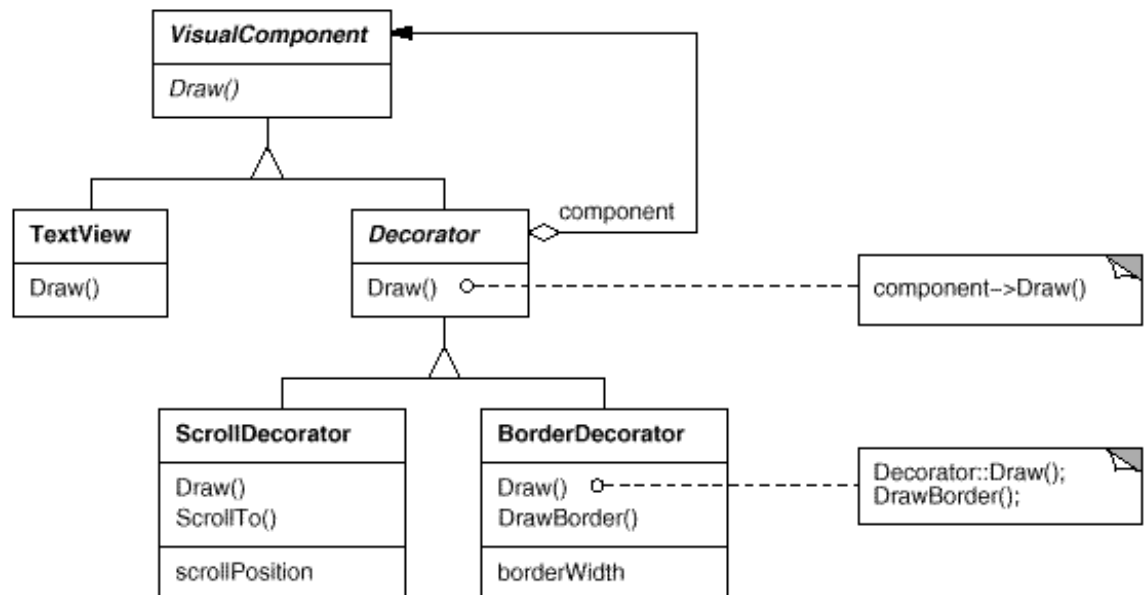 VisualComponent
Draw()
TextView
Draw()
Decorator
Draw()
component
component–>Draw()
ScrollDecorator
Draw()
ScrollTo()
scrollPosition
BorderDecorator
Draw()
DrawBorder()
borderWidth
Decorator::Draw();
DrawBorder();